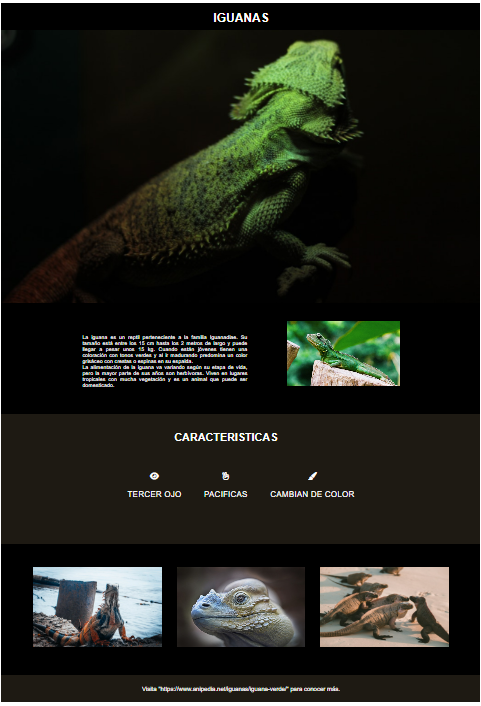 IGUANAS
La iguana es un reptil perteneciente a la familia Iguanadias. Su
tamaño está entre los 15 cm hasta los 2 metros de largo y puede
llegar a pesar unos 15 kg. Cuando están jóvenes tienen una
coloración con tonos verdes y al ir madurando predomina un color
grisáceo con crestas o espinas en su espalda.
La alimentación de la iguana va variando según su etapa de vida,
pero la mayor parte de sus años son herbívoras. Viven en lugares
tropicales con mucha vegetación y es un animal que puede ser
domesticado.
CARACTERISTICAS
TERCER OJO
PACIFICAS
CAMBIAN DE COLOR
Visita "https://www.anipedia.net/iguanas/iguana-verde/" para conocer más.